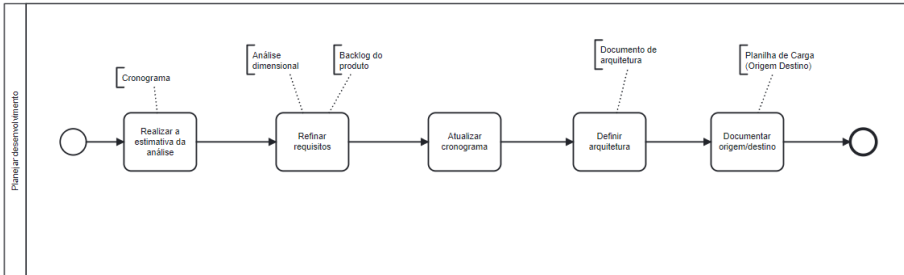 Planejar desenvolvimento
Cronograma
Realizar a
estimativa da
análise
Análise
dimensional
Backlog do
produto
Refinar
requisitos
Atualizar
cronograma
Documento de
arquitetura
Definir
arquitetura
Planilha de Carga
(Origem Destino)
Documentar
origem/destino